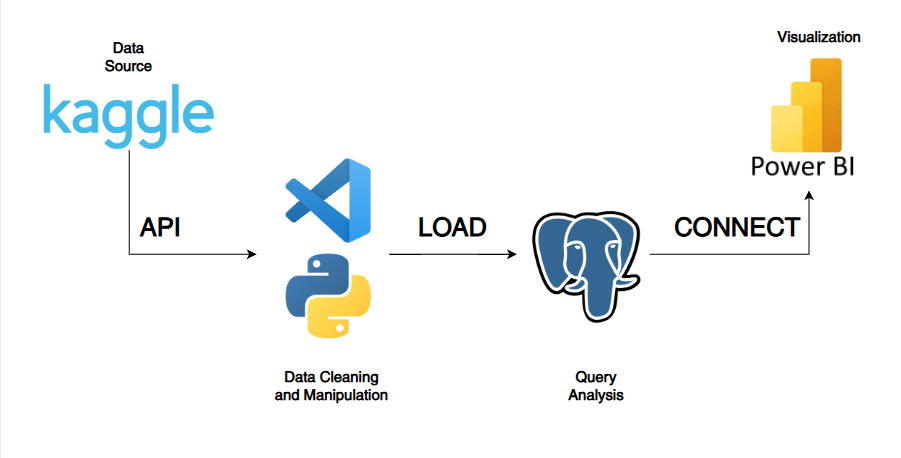 Data
Source
kaggle
API
Data Cleaning
and Manipulation
LOAD
Query
Analysis
CONNECT
Visualization
Power BI